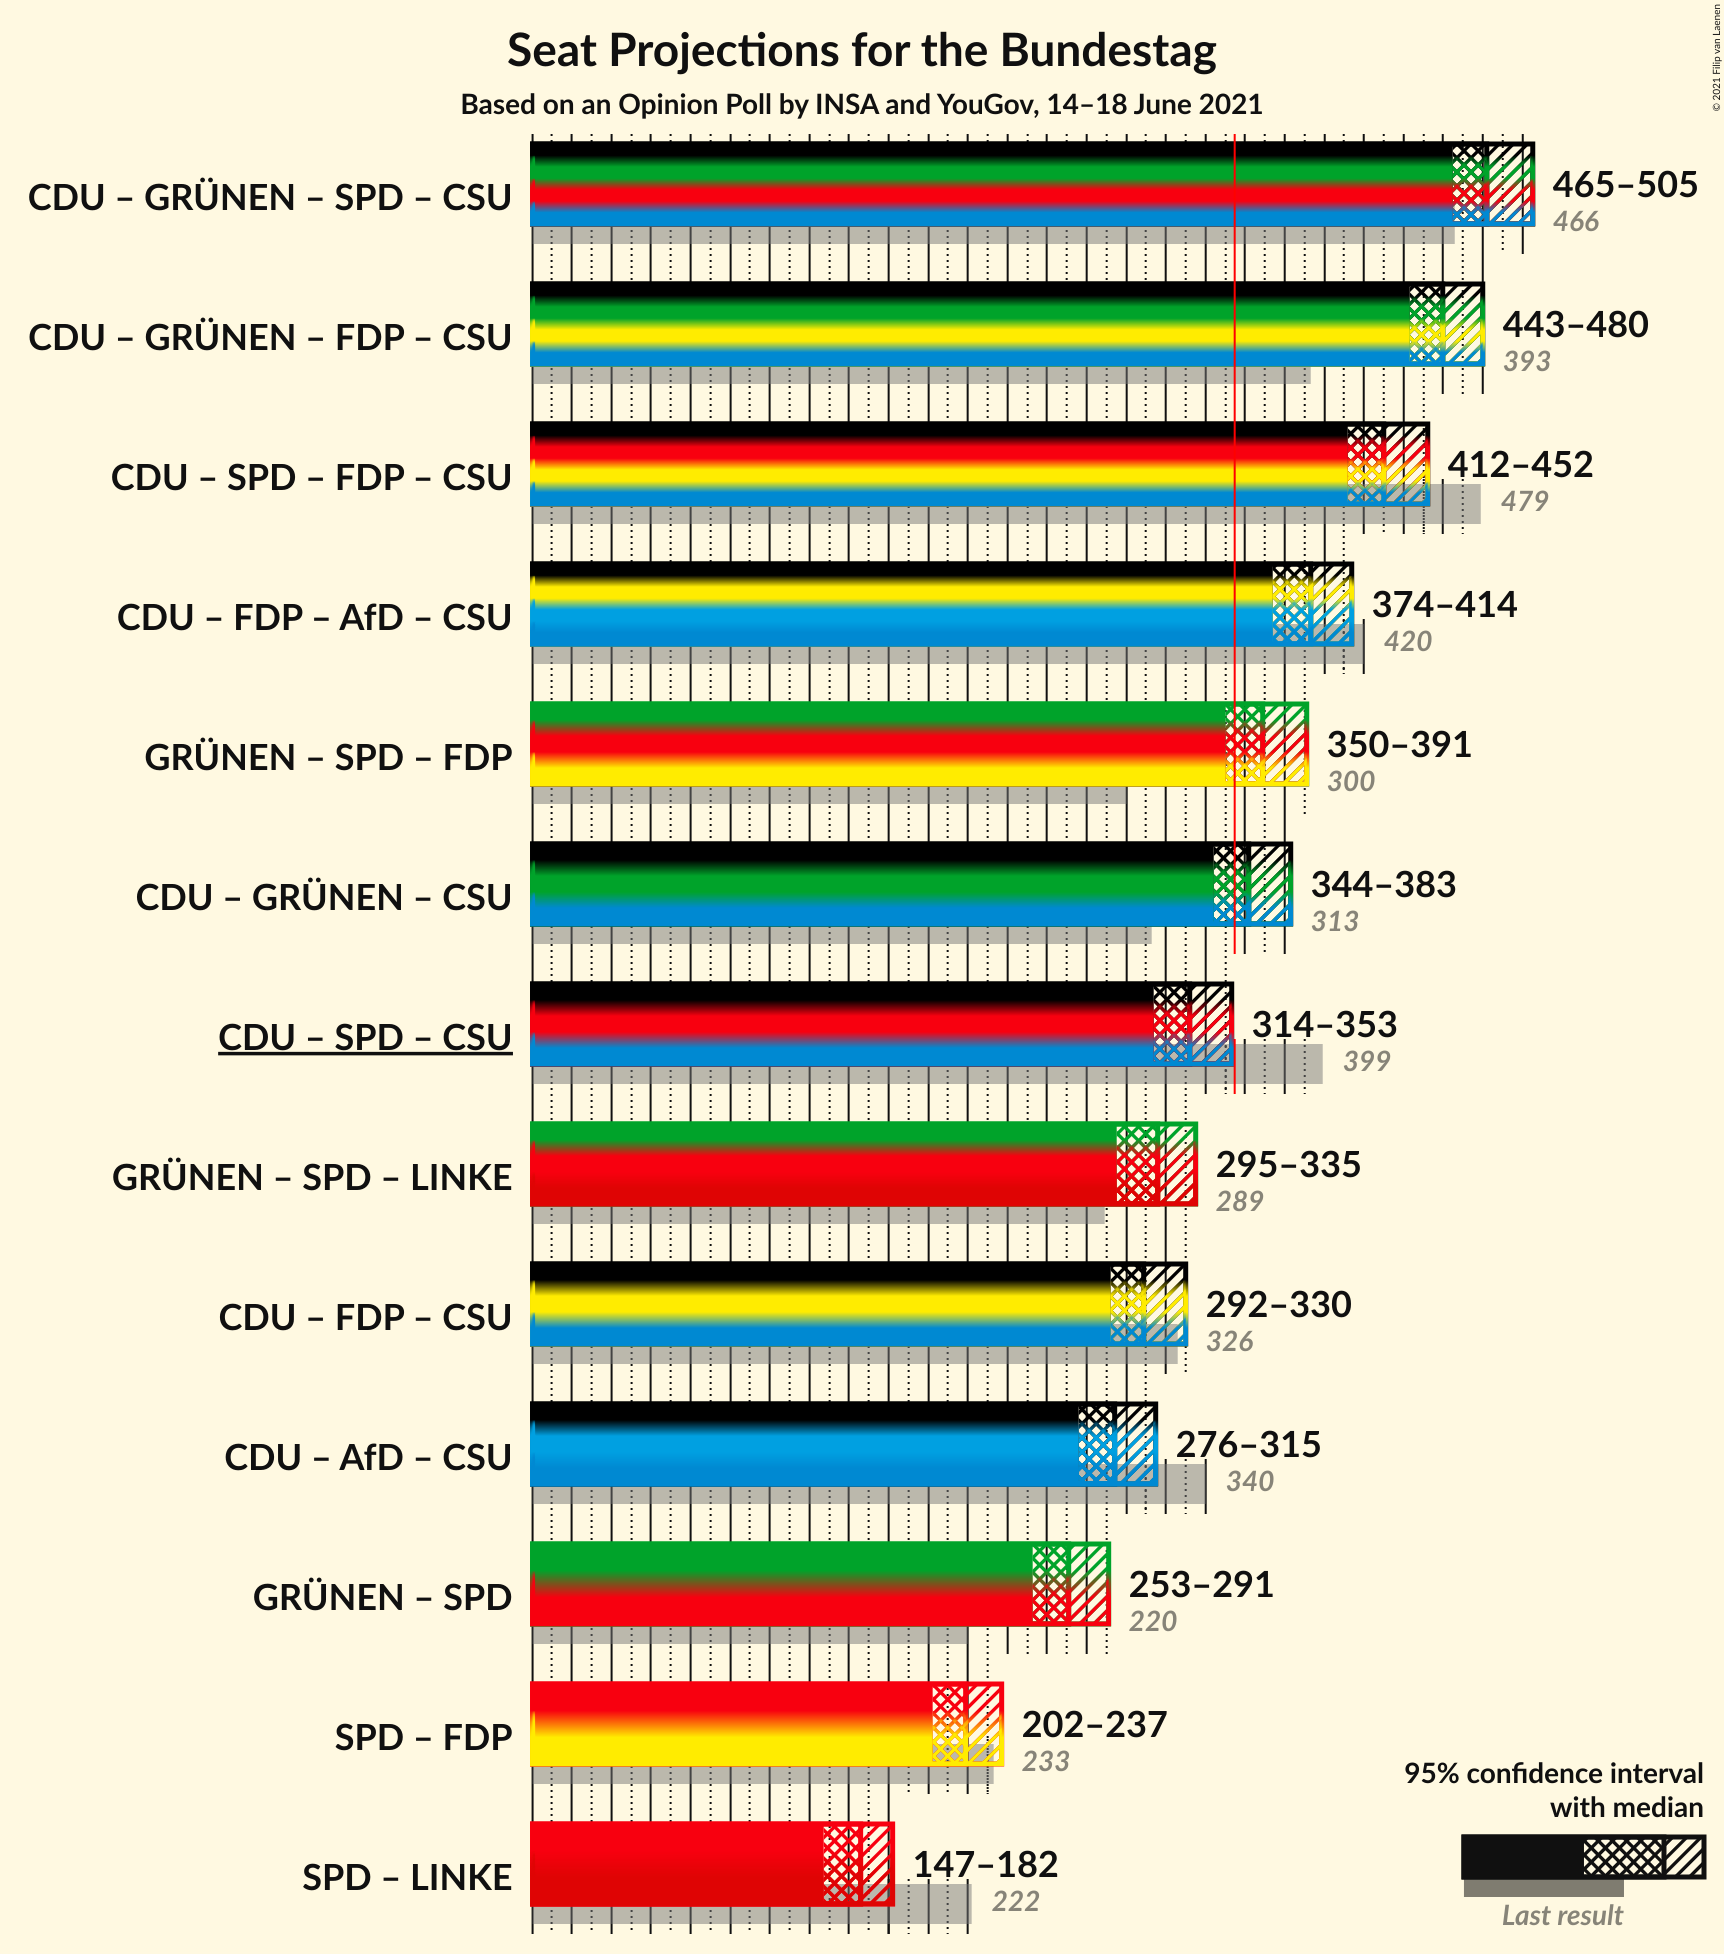 Seat Projections for the Bundestag
Based on an Opinion Poll by INSA and YouGov, 14–18 June 2021
© 2021 Filip van Laenen
CDU – GRÜNEN – SPD – CSU
465–505
466
CDU – GRÜNEN – FDP – CSU
443–480
393
CDU – SPD – FDP – CSU
412–452
479
CDU – FDP – AfD – CSU
374–414
420
GRÜNEN – SPD – FDP
350–391
300
CDU – GRÜNEN – CSU
344–383
313
CDU – SPD – CSU
314–353
399
GRÜNEN – SPD – LINKE
295–335
289
CDU – FDP – CSU
292–330
326
CDU – AfD – CSU
276–315
340
GRÜNEN – SPD
253–291
220
SPD – FDP
202–237
233
SPD – LINKE
147–182
222
95% confidence interval
with median
Last result